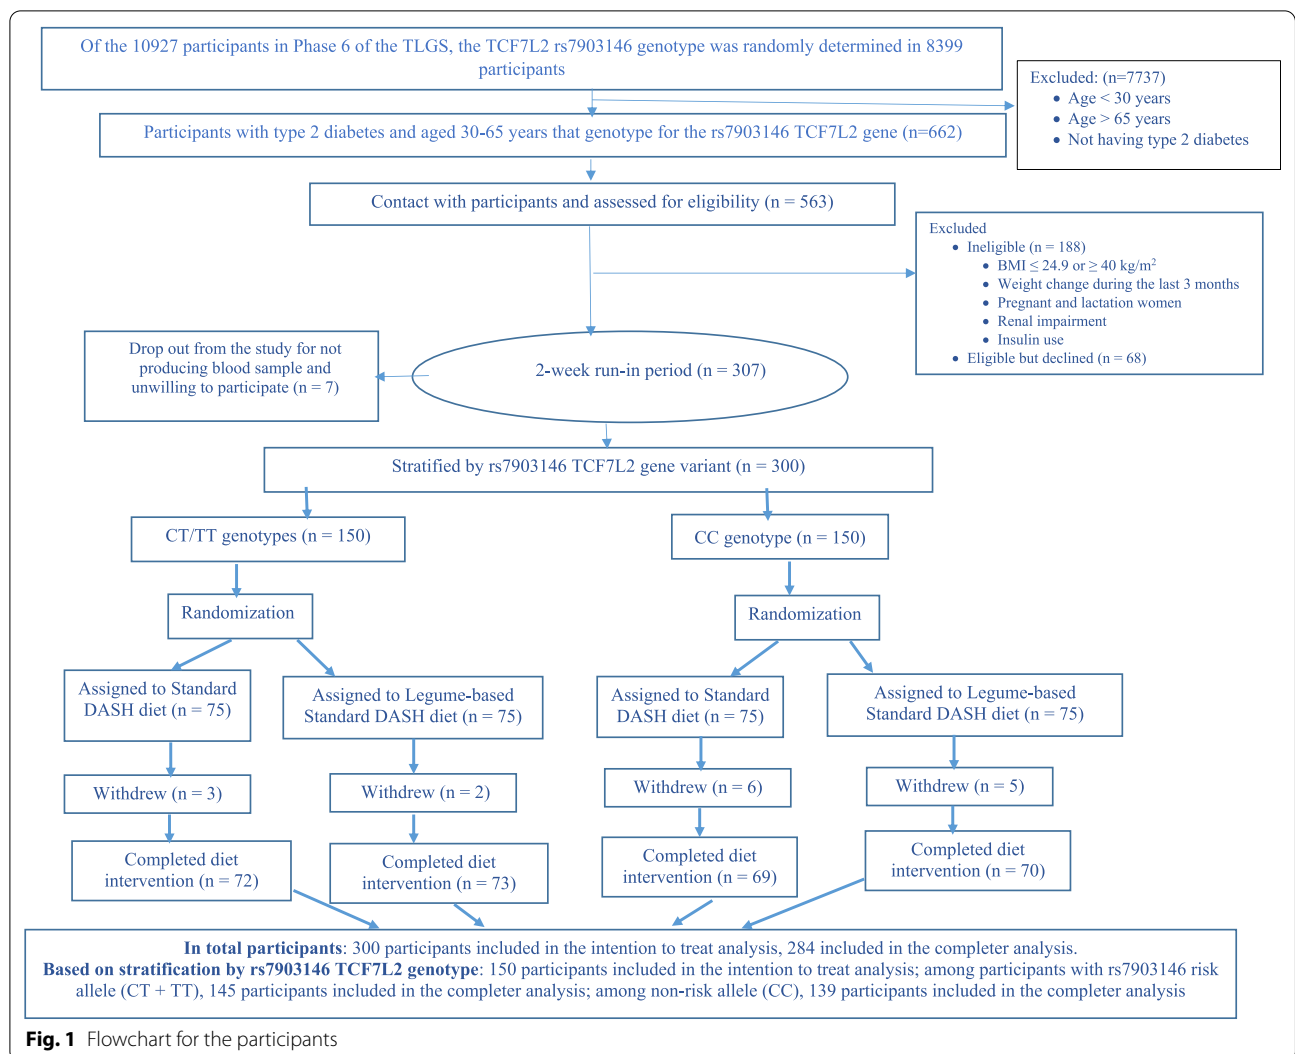 Of the 10927 participants in Phase 6 of the TLGS, the TCF7L2 rs7903146 genotype was randomly determined in 8399
participants
Excluded: (n=7737)
• Age < 30 years
• Age > 65 years
• Not having type 2 diabetes
Participants with type 2 diabetes and aged 30-65 years that genotype for the rs7903146 TCF7L2 gene (n=662)
Contact with participants and assessed for eligibility (n = 563)
Excluded
• Ineligible (n = 188)
• BMI ≤ 24.9 or ≥ 40 kg/m²
• Weight change during the last 3 months
• Pregnant and lactation women
• Renal impairment
• Insulin use
• Eligible but declined (n = 68)
Drop out from the study for not
producing blood sample and
unwilling to participate (n = 7)
2-week run-in period (n = 307)
Stratified by rs7903146 TCF7L2 gene variant (n = 300)
CT/TT genotypes (n = 150)
CC genotype (n = 150)
Randomization
Randomization
Assigned to Standard
DASH diet (n = 75)
Assigned to Legume-based
Standard DASH diet (n = 75)
Assigned to Standard
DASH diet (n = 75)
Assigned to Legume-based
Standard DASH diet (n = 75)
Withdrew (n = 3)
Withdrew (n = 2)
Withdrew (n = 6)
Withdrew (n = 5)
Completed diet
intervention (n = 72)
Completed diet
intervention (n = 73)
Completed diet
intervention (n = 69)
Completed diet
intervention (n = 70)
In total participants: 300 participants included in the intention to treat analysis, 284 included in the completer analysis.
Based on stratification by rs7903146 TCF7L2 genotype: 150 participants included in the intention to treat analysis; among participants with rs7903146 risk
allele (CT + TT), 145 participants included in the completer analysis; among non-risk allele (CC), 139 participants included in the completer analysis
Fig. 1 Flowchart for the participants